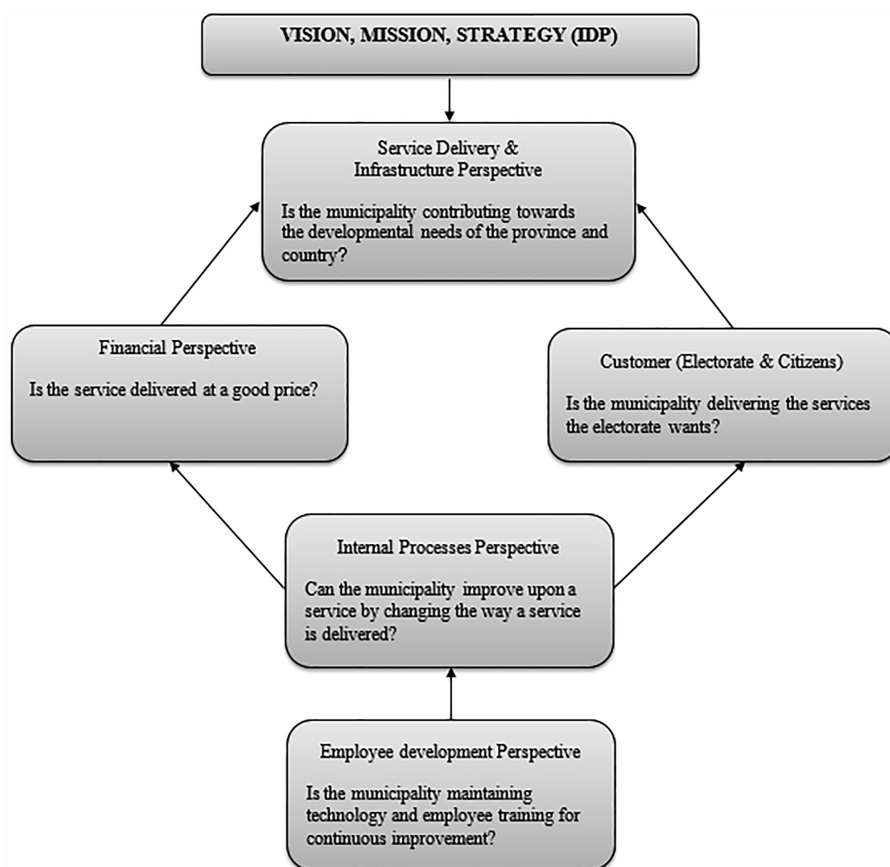 VISION, MISSION, STRATEGY (IDP)
Service Delivery &
Infrastructure Perspective
Is the municipality contributing towards
the developmental needs of the province and
country?
Financial Perspective
Is the service delivered at a good price?
Customer (Electorate & Citizens)
Is the municipality delivering the services
the electorate wants?
Internal Processes Perspective
Can the municipality improve upon a
service by changing the way a service
is delivered?
Employee development Perspective
Is the municipality maintaining
technology and employee training for
continuous improvement?